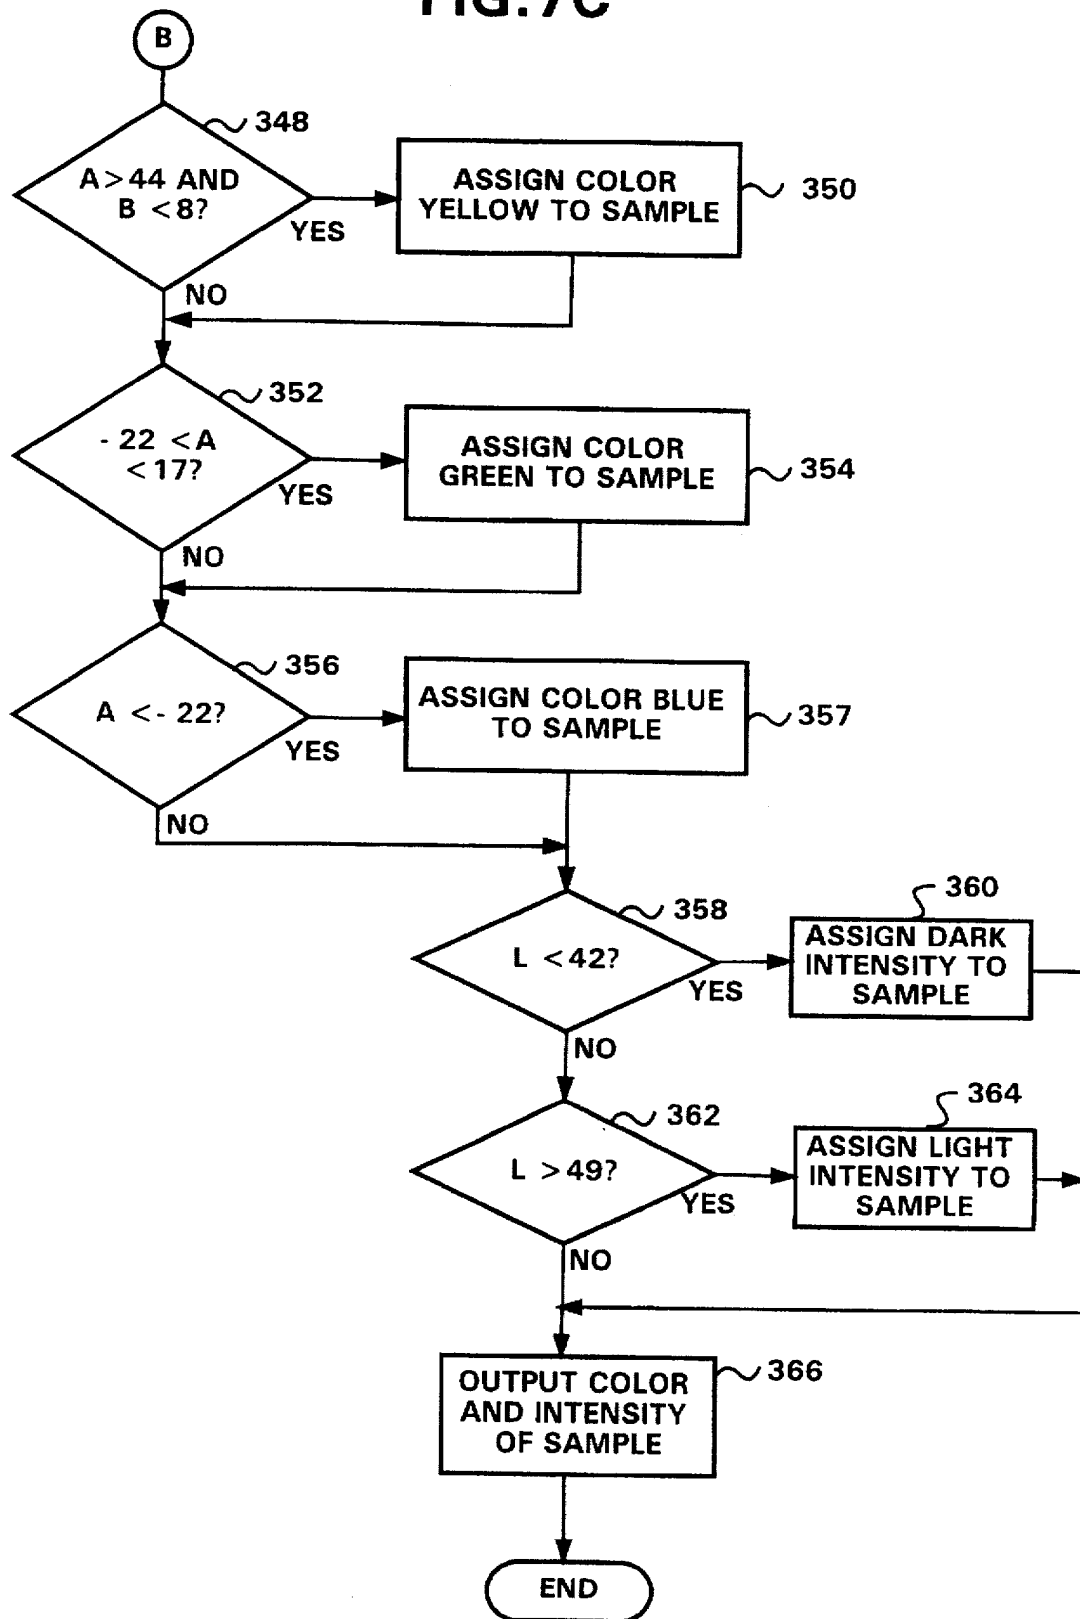 FIG. 7C
B
348
A>44 AND
B <8?
YES
NO
ASSIGN COLOR
YELLOW TO SAMPLE
350
352
- 22 <A
<17?
YES
NO
ASSIGN COLOR
GREEN TO SAMPLE
354
356
A <- 22?
YES
NO
ASSIGN COLOR BLUE
TO SAMPLE
357
358
L <42?
YES
NO
360
ASSIGN DARK
INTENSITY TO
SAMPLE
362
L >49?
YES
NO
364
ASSIGN LIGHT
INTENSITY TO
SAMPLE
366
OUTPUT COLOR
AND INTENSITY
OF SAMPLE
END